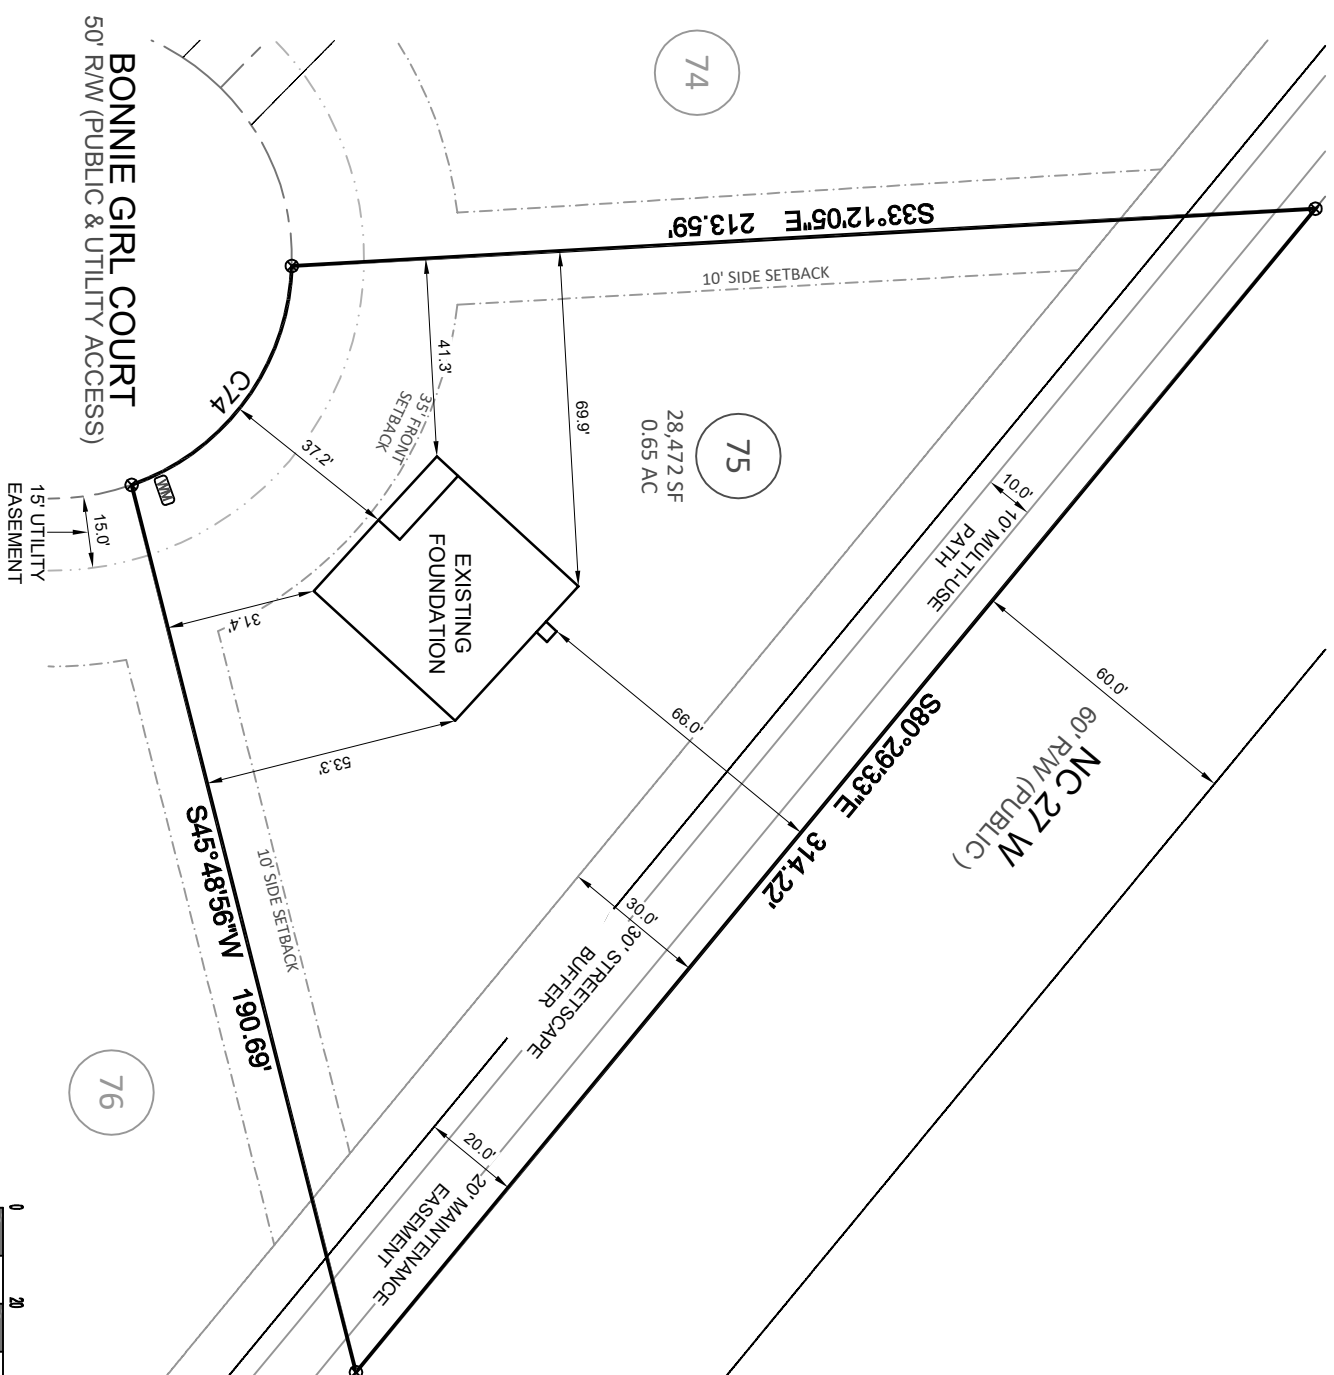 BONNIE GIRL COURT
50' R/W (PUBLIC & UTILITY ACCESS)
74
S33°12'05"E 213.59'
10' SIDE SETBACK
41.3'
69.9'
75
28,472 SF
0.65 AC
C74
37.2'
35' FRONT
SETBACK
WM
15.0'
15' UTILITY
EASEMENT
EXISTING
FOUNDATION
31.4'
53.3'
66.0'
10.0'
10' MULTI-USE
PATH
60.0'
NC 27 W
60' R/W (PUBLIC)
S80°29'33"E 314.22'
30.0'
30' STREETSCAPE
BUFFER
20.0'
20' MAINTENANCE
EASEMENT
S45°48'56"W 190.69'
10' SIDE SETBACK
76
0
20